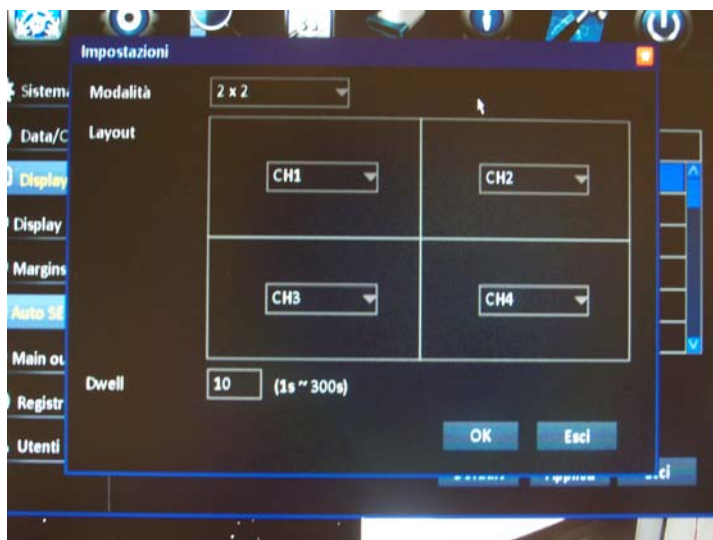 Impostazioni
Sistema
Modalità
2 x 2
Data/O
Layout
CH1
CH2
Display
Display
Margins
CH3
CH4
Auto SE
Main ou
Dwell
10
(1s ~ 300s)
Registr
OK
Esci
Utenti